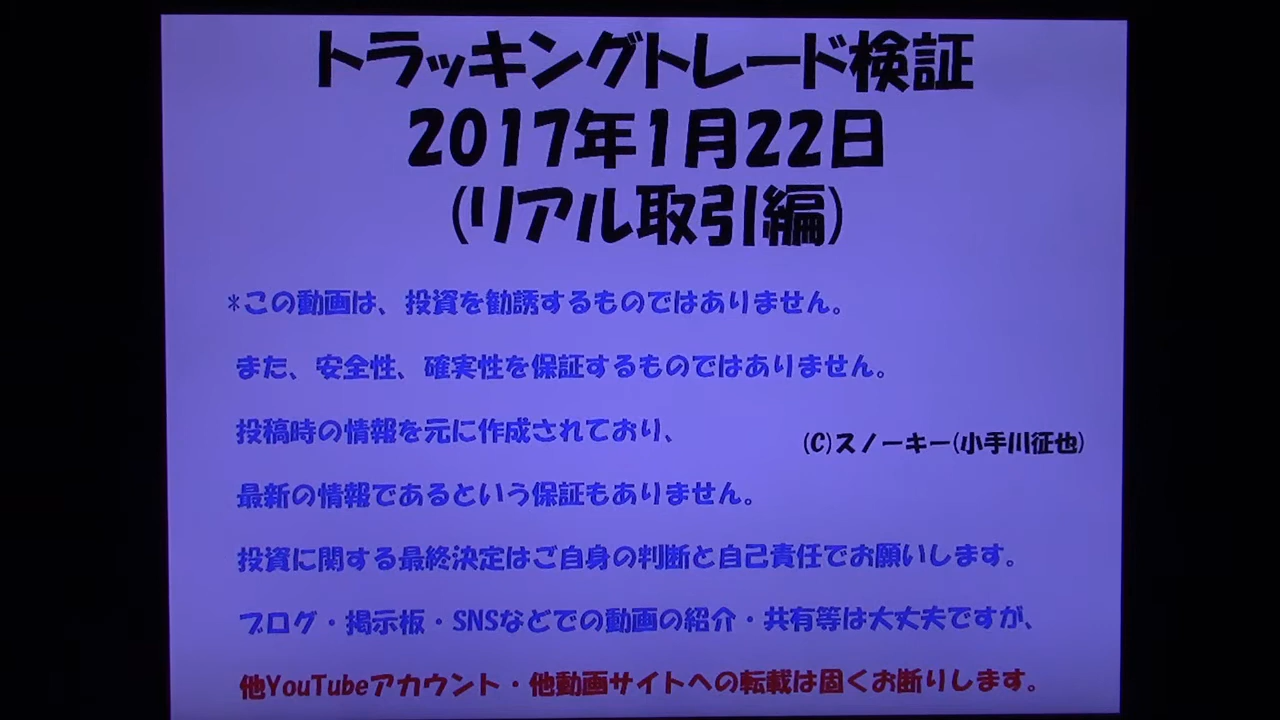 トラッキングトレード検証
2017年1月22日
(リアル取引編)
*この動画は、投資を勧誘するものではありません。
また、安全性、確実性を保証するものではありません。
投稿時の情報を元に作成されており、
(C)スノーキー(小手川征也)
最新の情報であるという保証もありません。
投資に関する最終決定はご自身の判断と自己責任でお願いします。
ブログ・掲示板・SNSなどでの動画の紹介・共有等は大丈夫ですが、
他YouTubeアカウント・他動画サイトへの転載は固くお断りします。